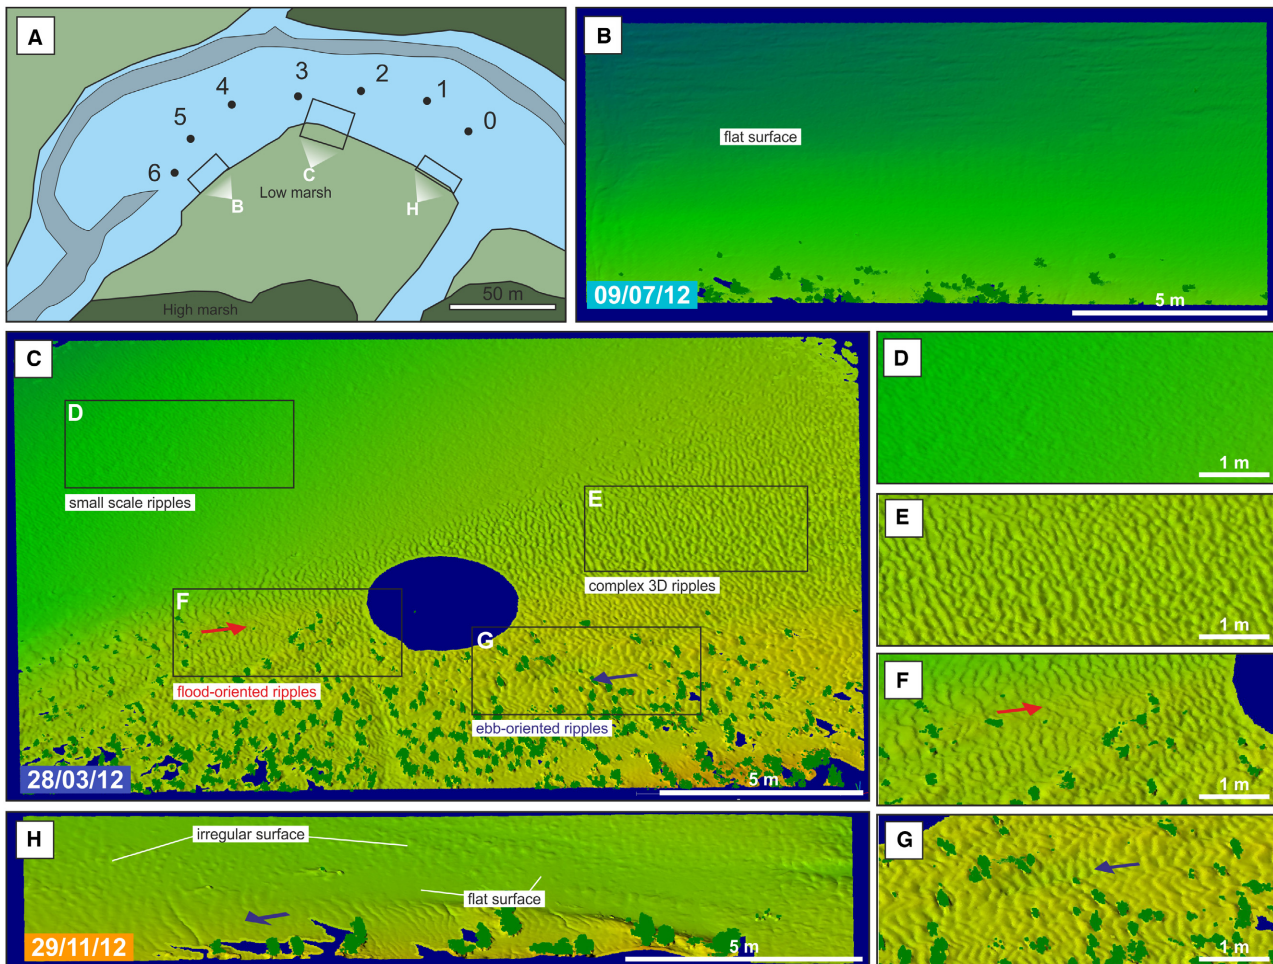 A
3
2
4
1
5
0
6
C
Low marsh
B
H
50 m
High marsh
B
flat surface
09/07/12
5 m
C
D
small scale ripples
E
complex 3D ripples
F
flood-oriented ripples
G
ebb-oriented ripples
28/03/12
5 m
D
1 m
E
1 m
F
1 m
H
irregular surface
flat surface
29/11/12
5 m
G
1 m